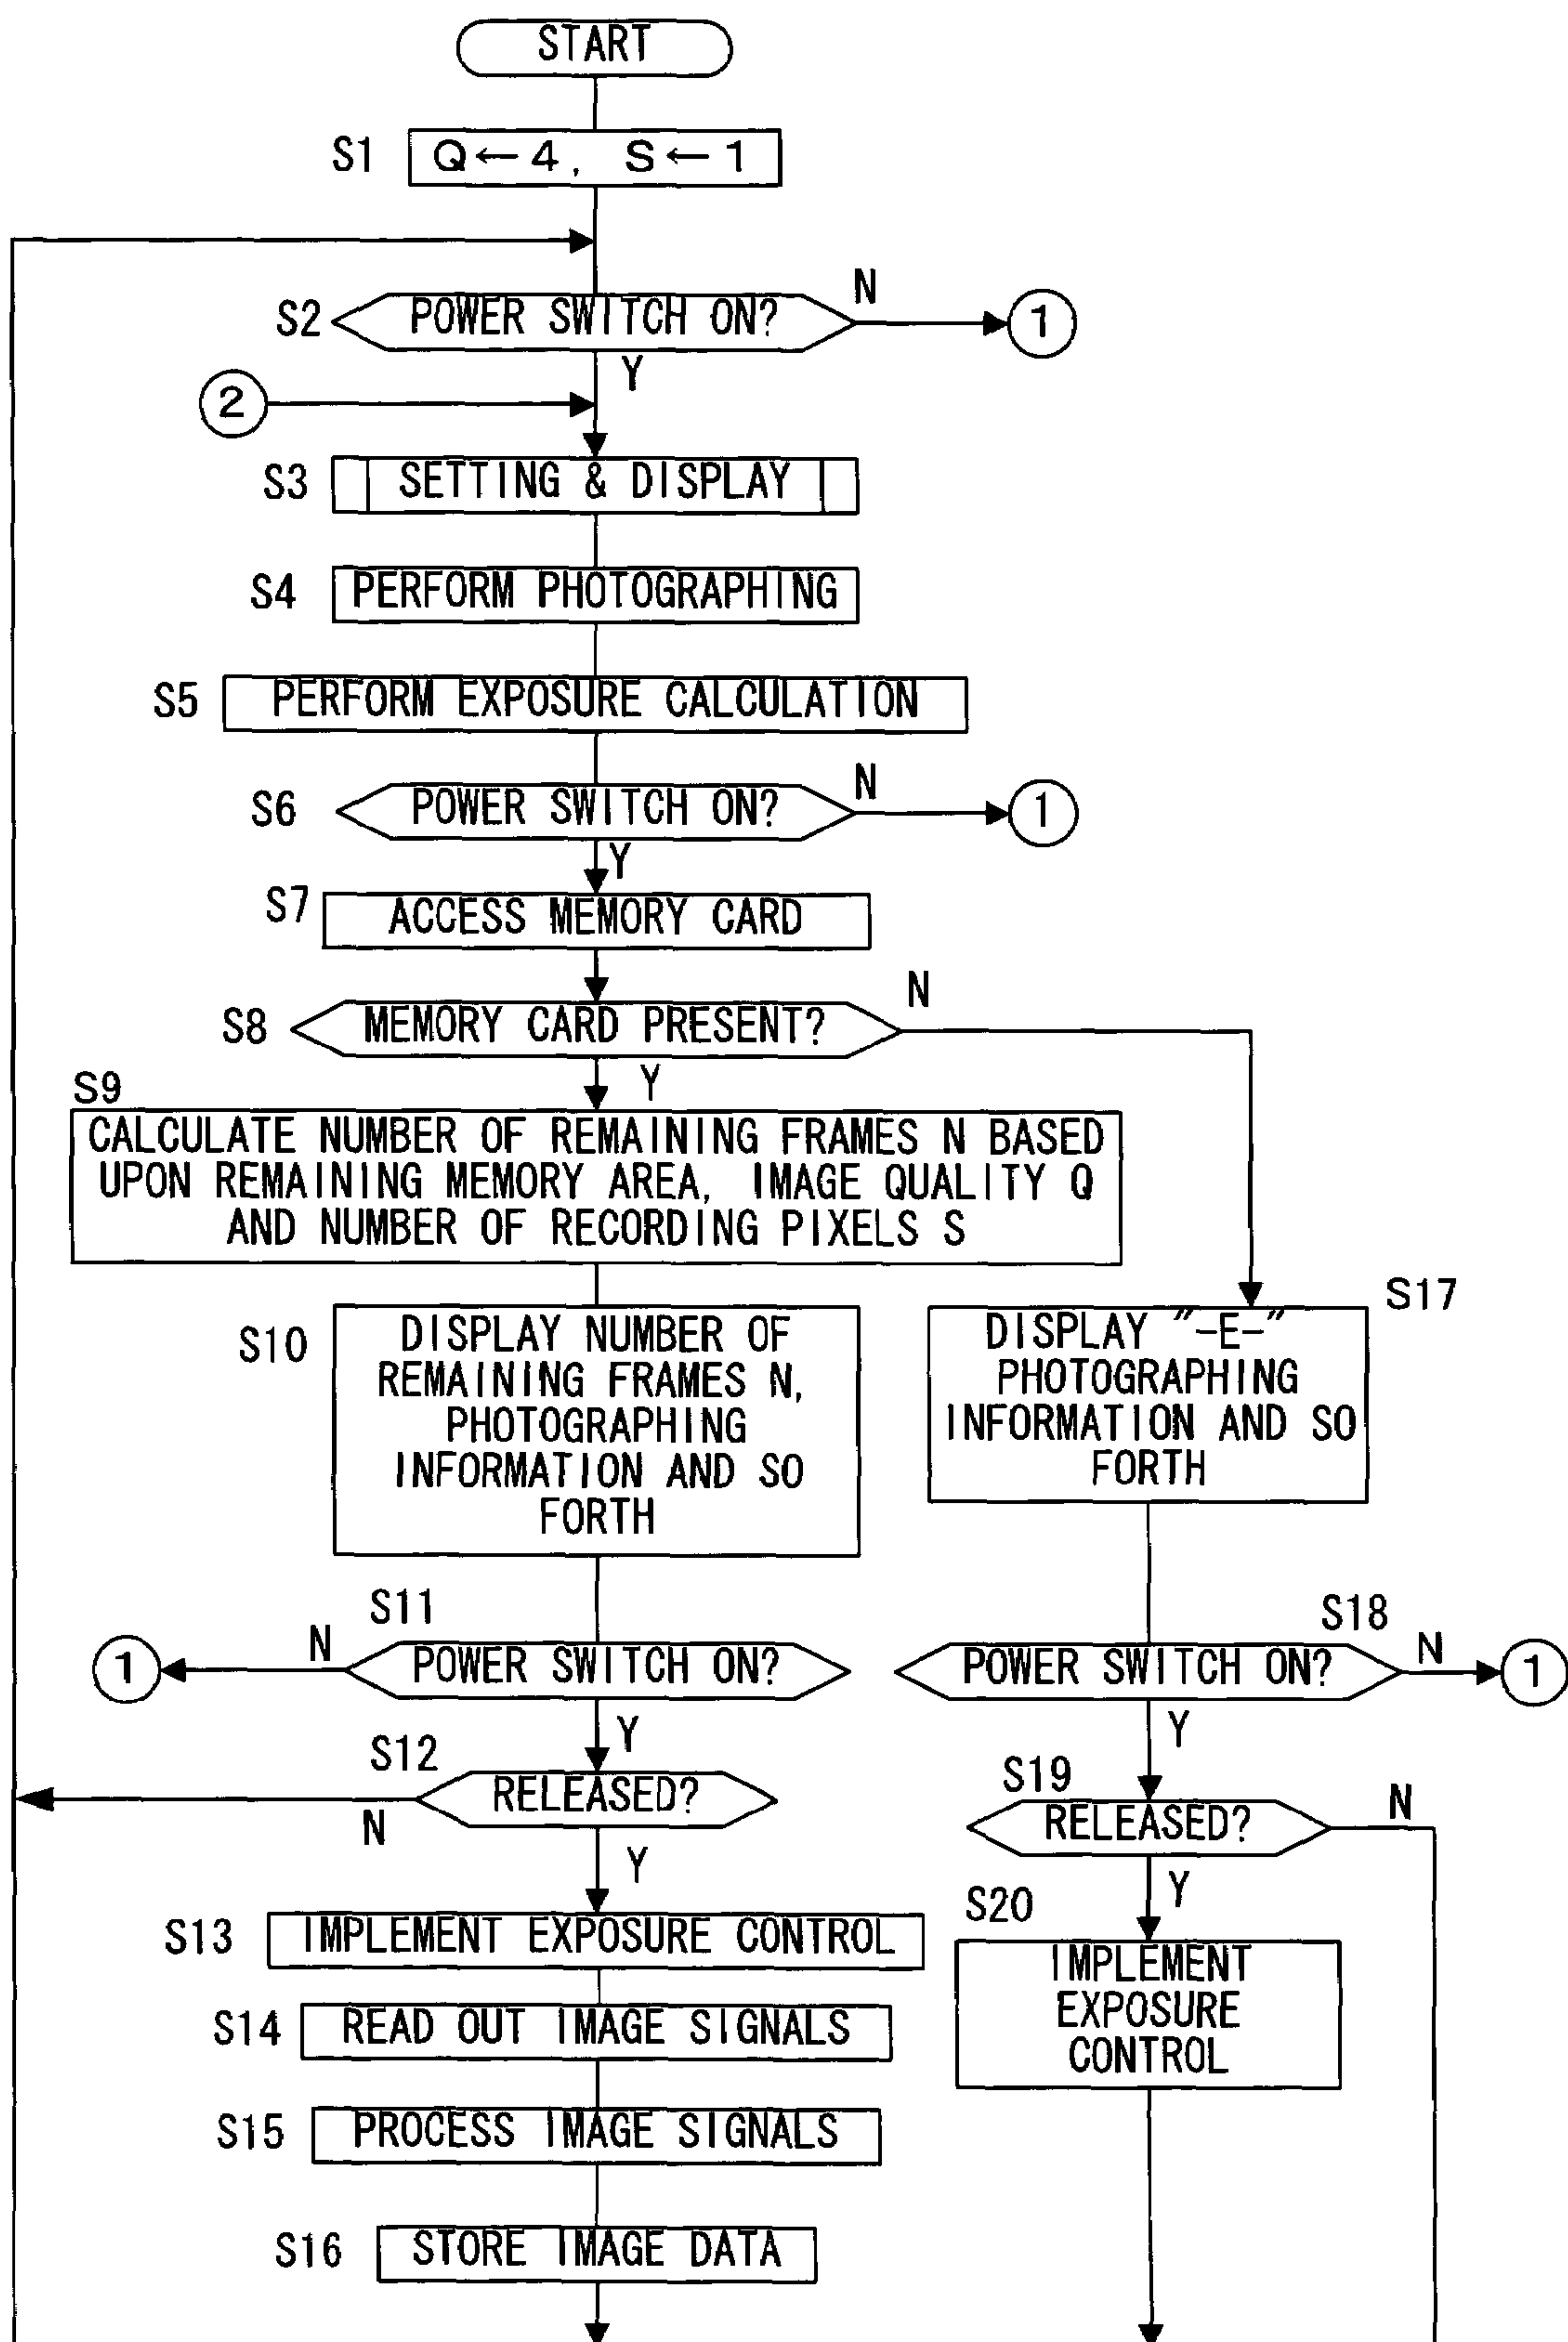 START
S1
Q←4, S←1
S2
POWER SWITCH ON?
N
1
Y
2
S3
SETTING & DISPLAY
S4
PERFORM PHOTOGRAPHING
S5
PERFORM EXPOSURE CALCULATION
S6
POWER SWITCH ON?
N
1
Y
S7
ACCESS MEMORY CARD
S8
MEMORY CARD PRESENT?
N
Y
S9
CALCULATE NUMBER OF REMAINING FRAMES N BASED
UPON REMAINING MEMORY AREA, IMAGE QUALITY Q
AND NUMBER OF RECORDING PIXELS S
S10
DISPLAY NUMBER OF
REMAINING FRAMES N,
PHOTOGRAPHING
INFORMATION AND SO
FORTH
S17
DISPLAY "-E-"
PHOTOGRAPHING
INFORMATION AND SO
FORTH
S11
POWER SWITCH ON?
N
1
Y
S18
POWER SWITCH ON?
N
1
Y
S12
RELEASED?
N
Y
S19
RELEASED?
N
Y
S13
IMPLEMENT EXPOSURE CONTROL
S20
IMPLEMENT
EXPOSURE
CONTROL
S14
READ OUT IMAGE SIGNALS
S15
PROCESS IMAGE SIGNALS
S16
STORE IMAGE DATA